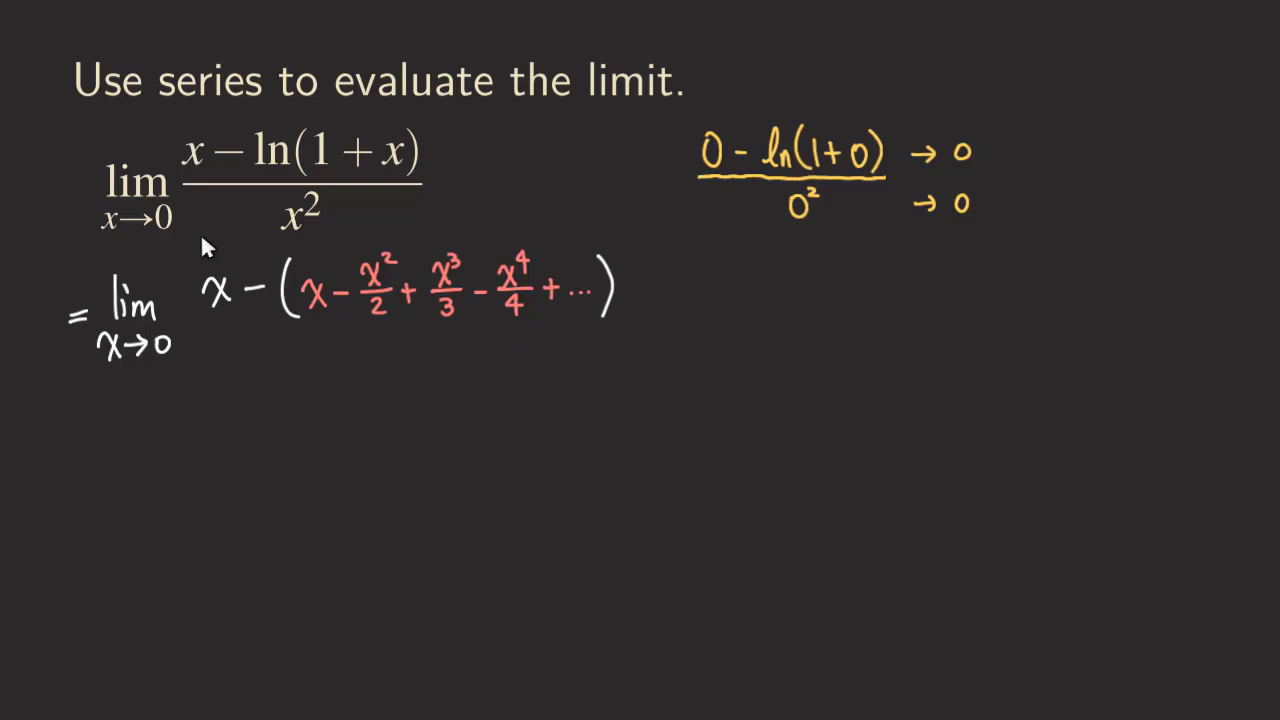 Use series to evaluate the limit.
lim x→0 (x − ln(1 + x)) / x²
(0 - ln(1+0)) / 0² → 0 → 0
= lim x→0 x - (x - x²/2 + x³/3 - x⁴/4 + ...)